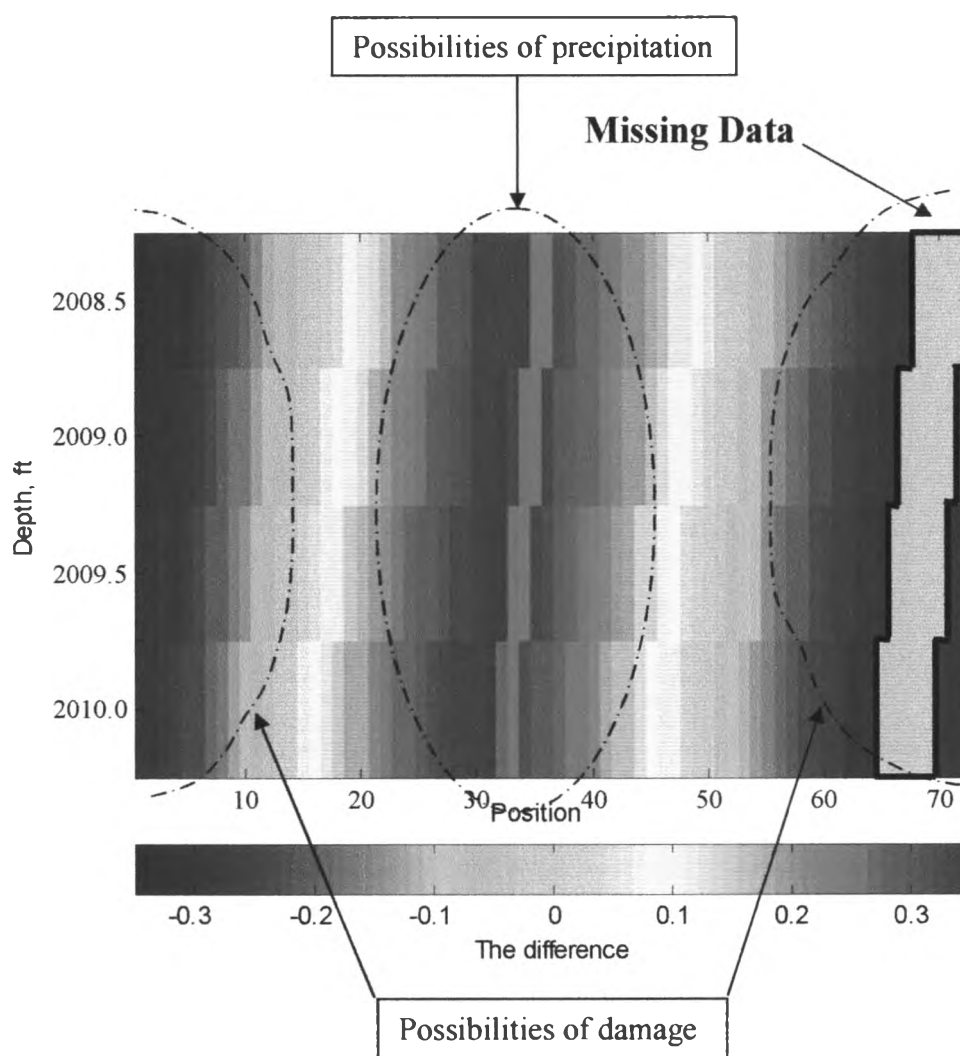 Possibilities of precipitation
Missing Data
2008.5
2009.0
2009.5
2010.0
Depth, ft
10 20 30 40 50 60 70
Position
-0.3 -0.2 -0.1 0 0.1 0.2 0.3
The difference
Possibilities of damage